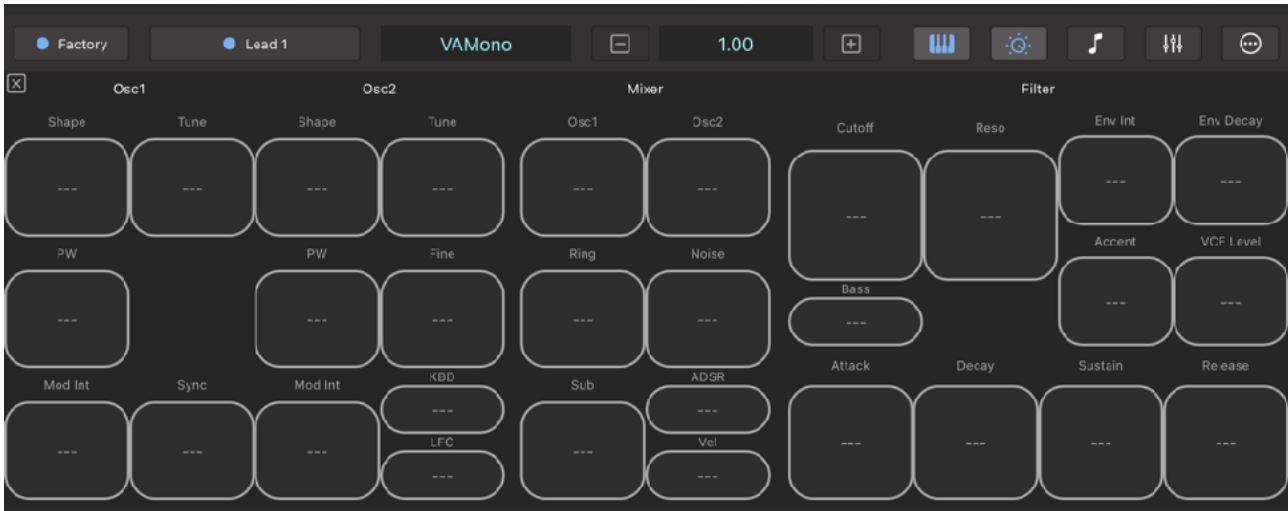 Factory Lead 1 VAMono 1.00
X Osc1 Osc2 Mixer Filter
Shape Tune Shape Tune Osc1 Osc2 Cutoff Reso Env Int Env Decay
--- --- --- --- --- --- --- --- --- ---
PW PW Fine Ring Noise Accent VCF Level
Bass
--- --- --- --- --- --- --- ---
Mod Int Sync Mod Int KBD Sub ADSR Attack Decay Sustain Release
--- ---
LFO Vel
--- --- --- --- --- --- --- ---
--- ---